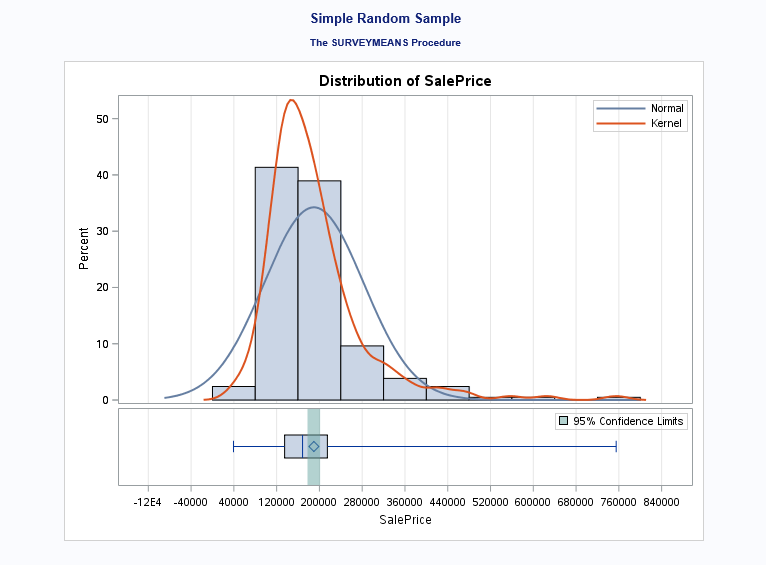 Simple Random Sample
The SURVEYMEANS Procedure
Distribution of SalePrice
Normal
Kernel
50
40
30
20
10
0
Percent
95% Confidence Limits
-12E4 -40000 40000 120000 200000 280000 360000 440000 520000 600000 680000 760000 840000
SalePrice